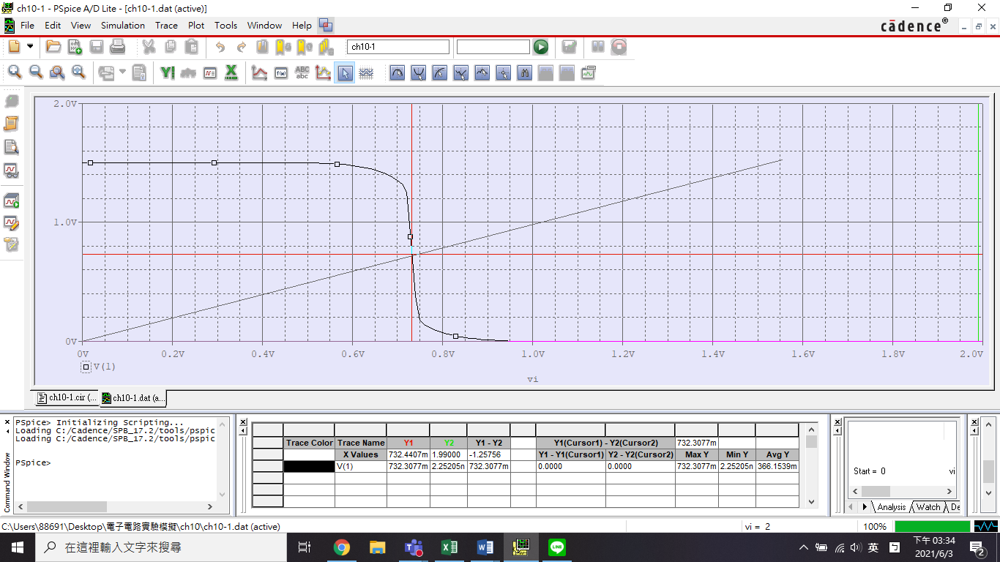 ch10-1 - PSpice A/D Lite - [ch10-1.dat (active)]
File Edit View Simulation Trace Plot Tools Window Help
cādence®
ch10-1
ABC
abc
2.0V
1.0V
0V
0V 0.2V 0.4V 0.6V 0.8V 1.0V 1.2V 1.4V 1.6V 1.8V 2.0V
V(1)
vi
ch10-1.cir (... ch10-1.dat (a...
Command Window
PSpice> Initializing Scripting...
Loading C:/Cadence/SPB_17.2/tools/pspic
Loading C:/Cadence/SPB_17.2/tools/pspic
PSpice>
Trace Color Trace Name Y1 Y2 Y1 - Y2 Y1(Cursor1) - Y2(Cursor2) 732.3077m
X Values 732.4407m 1.99000 -1.25756 Y1 - Y1(Cursor1) Y2 - Y2(Cursor2) Max Y Min Y Avg Y
V(1) 732.3077m 2.25205n 732.3077m 0.0000 0.0000 732.3077m 2.25205n 366.1539m
Start = 0 vi
Analysis Watch De
C:\Users\88691\Desktop\電子電路實驗模擬\ch10\ch10-1.dat (active) vi = 2 100%
在這裡輸入文字來搜尋
英
下午 03:34
2021/6/3
2